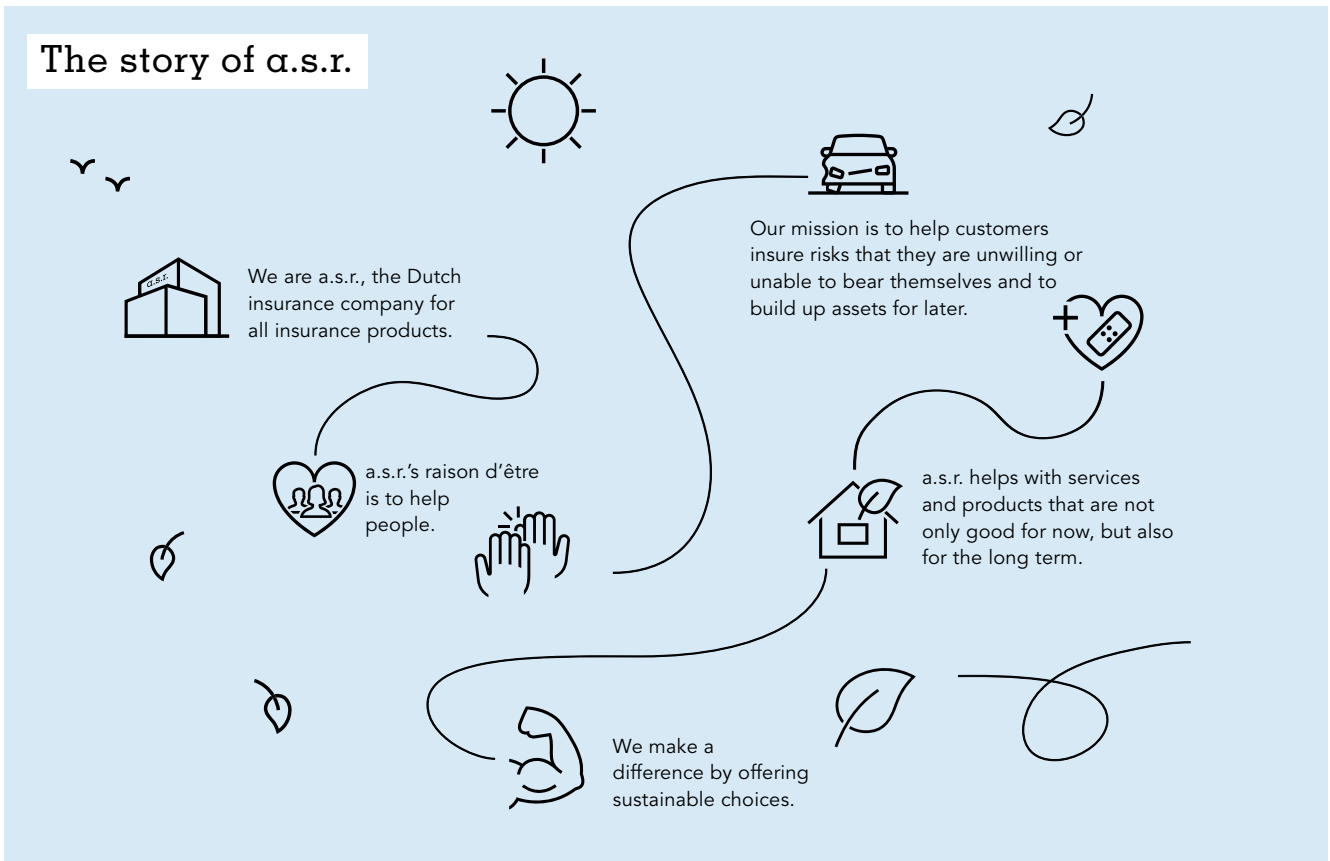 The story of a.s.r.
a.s.r.
We are a.s.r., the Dutch
insurance company for
all insurance products.
a.s.r.'s raison d'être
is to help
people.
Our mission is to help customers
insure risks that they are unwilling or
unable to bear themselves and to
build up assets for later.
a.s.r. helps with services
and products that are not
only good for now, but also
for the long term.
We make a
difference by offering
sustainable choices.